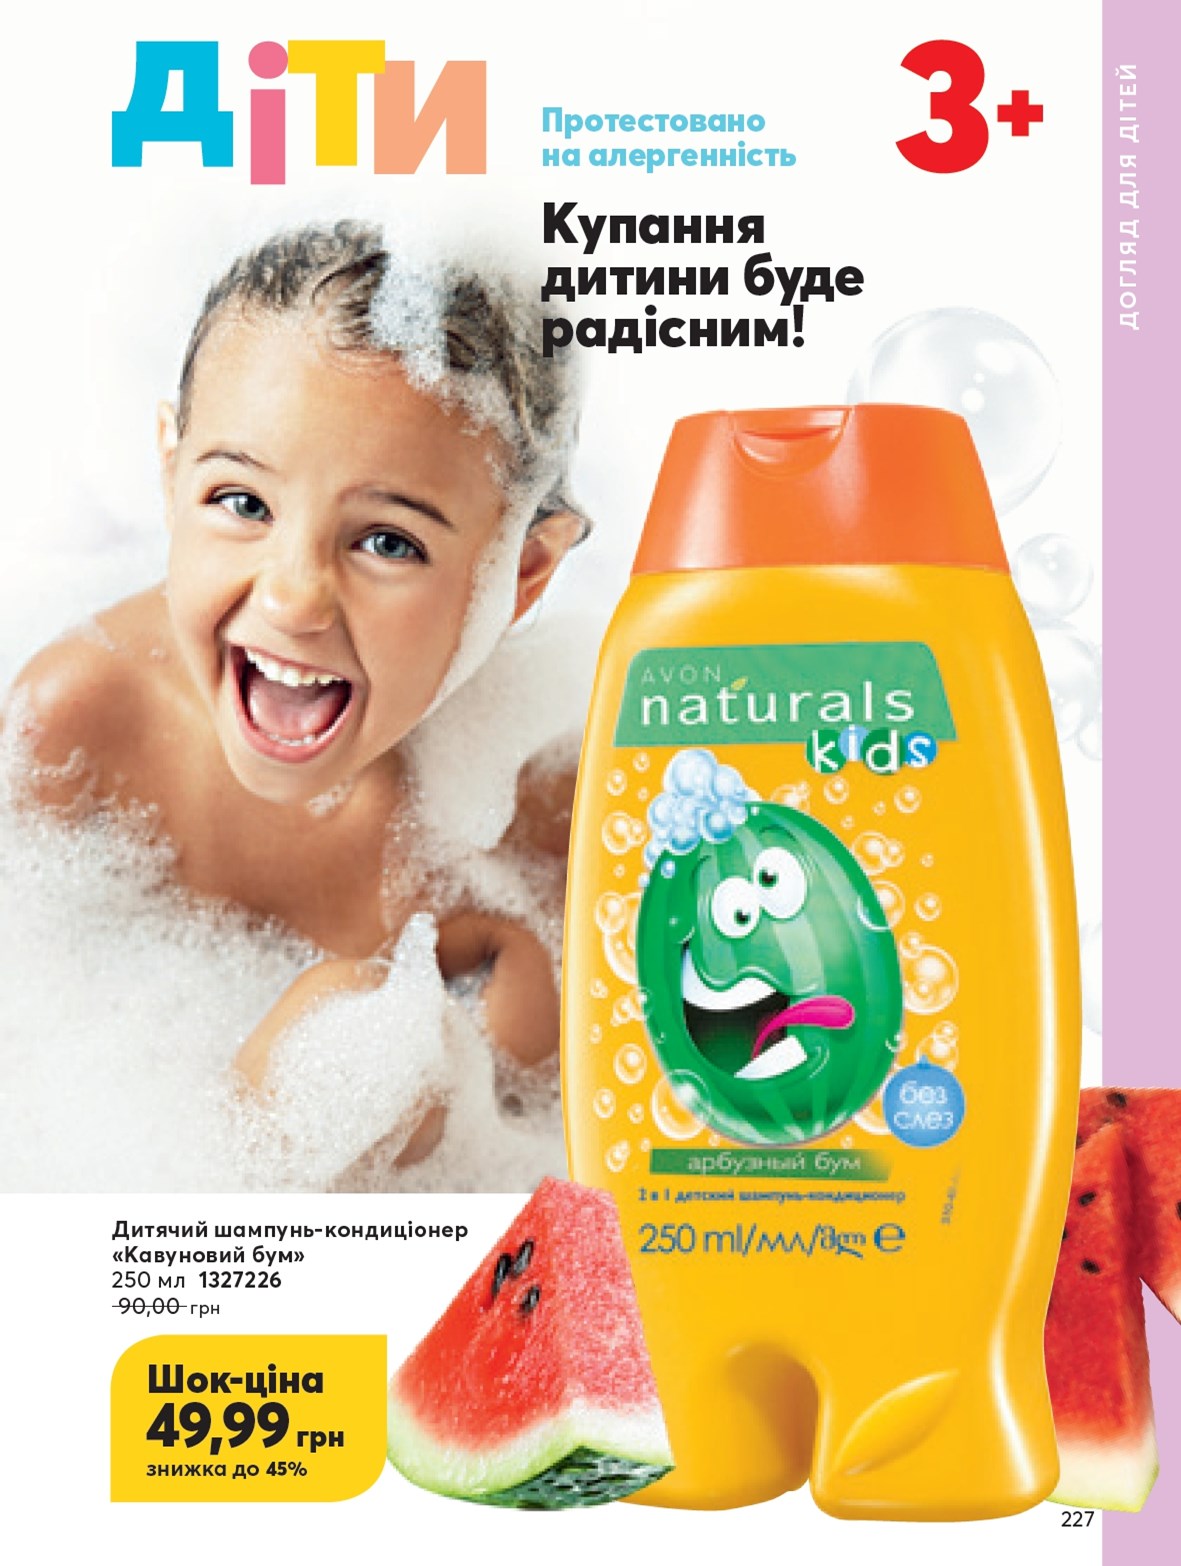 Діти
Протестовано
на алергенність
3+
Купання
дитини буде
радісним!
ДОГЛЯД ДЛЯ ДІТЕЙ
AVON
naturals
kids
без
слез
арбузный бум
2 в 1 детский шампунь-кондиционер
250 ml/мл/მლ e
Дитячий шампунь-кондиціонер
«Кавуновий бум»
250 мл 1327226
90,00 грн
Шок-ціна
49,99 грн
знижка до 45%
227